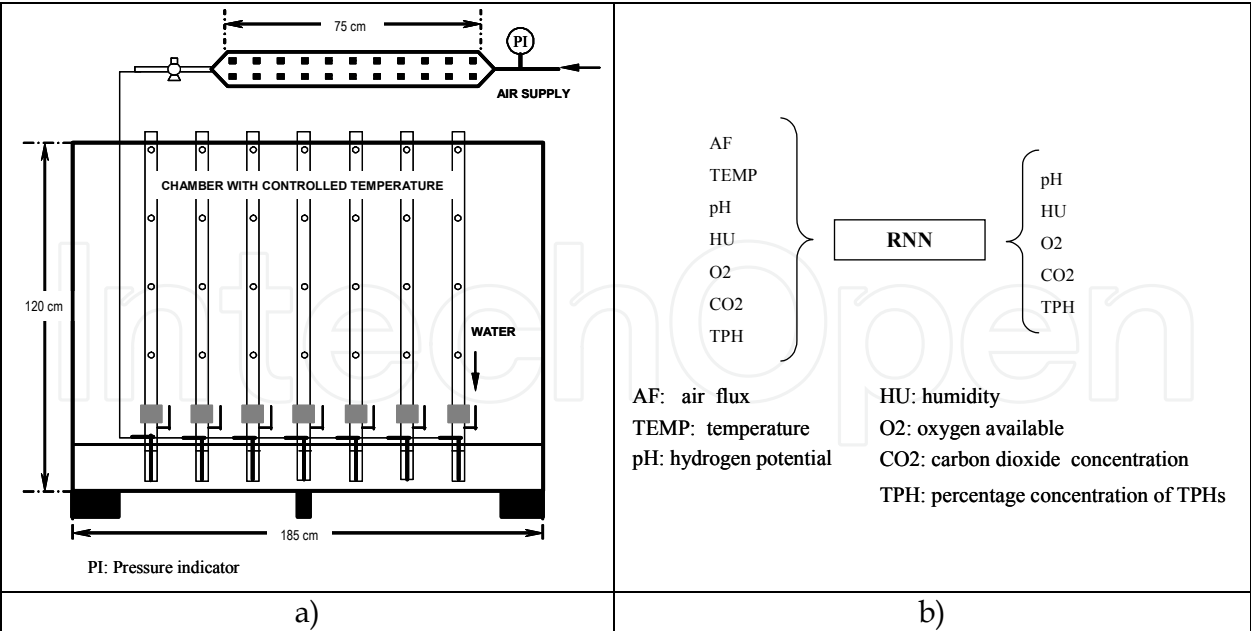 75 cm
PI
AIR SUPPLY
CHAMBER WITH CONTROLLED TEMPERATURE
120 cm
WATER
185 cm
PI: Pressure indicator
a)
AF
TEMP
pH
HU
O2
CO2
TPH
RNN
pH
HU
O2
CO2
TPH
AF: air flux
TEMP: temperature
pH: hydrogen potential
HU: humidity
O2: oxygen available
CO2: carbon dioxide concentration
TPH: percentage concentration of TPHs
b)
IntechOpen